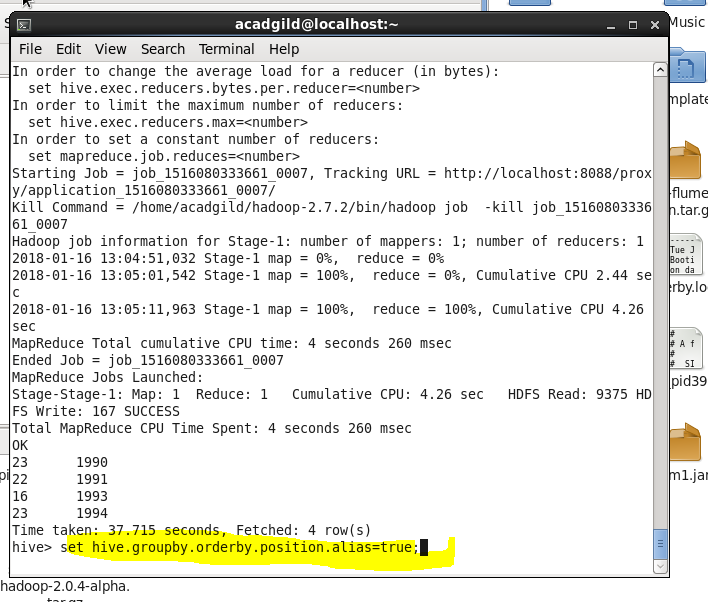 acadgild@localhost:~
Music
File Edit View Search Terminal Help
In order to change the average load for a reducer (in bytes):
set hive.exec.reducers.bytes.per.reducer=<number>
In order to limit the maximum number of reducers:
set hive.exec.reducers.max=<number>
In order to set a constant number of reducers:
set mapreduce.job.reduces=<number>
Starting Job = job_1516080333661_0007, Tracking URL = http://localhost:8088/prox
y/application_1516080333661_0007/
Kill Command = /home/acadgild/hadoop-2.7.2/bin/hadoop job  -kill job_15160803336
61_0007
Hadoop job information for Stage-1: number of mappers: 1; number of reducers: 1
2018-01-16 13:04:51,032 Stage-1 map = 0%,  reduce = 0%
2018-01-16 13:05:01,542 Stage-1 map = 100%,  reduce = 0%, Cumulative CPU 2.44 se
c
2018-01-16 13:05:11,963 Stage-1 map = 100%,  reduce = 100%, Cumulative CPU 4.26
sec
MapReduce Total cumulative CPU time: 4 seconds 260 msec
Ended Job = job_1516080333661_0007
MapReduce Jobs Launched:
Stage-Stage-1: Map: 1  Reduce: 1   Cumulative CPU: 4.26 sec   HDFS Read: 9375 HD
FS Write: 167 SUCCESS
Total MapReduce CPU Time Spent: 4 seconds 260 msec
OK
23 1990
22 1991
16 1993
23 1994
Time taken: 37.715 seconds, Fetched: 4 row(s)
hive> set hive.groupby.orderby.position.alias=true;
mplate
-flume
n.tar.g
Tue J
Booti
on da
erby.lo
#
# A f
#
# SI
pid39
m1.jar
hadoop-2.0.4-alpha.